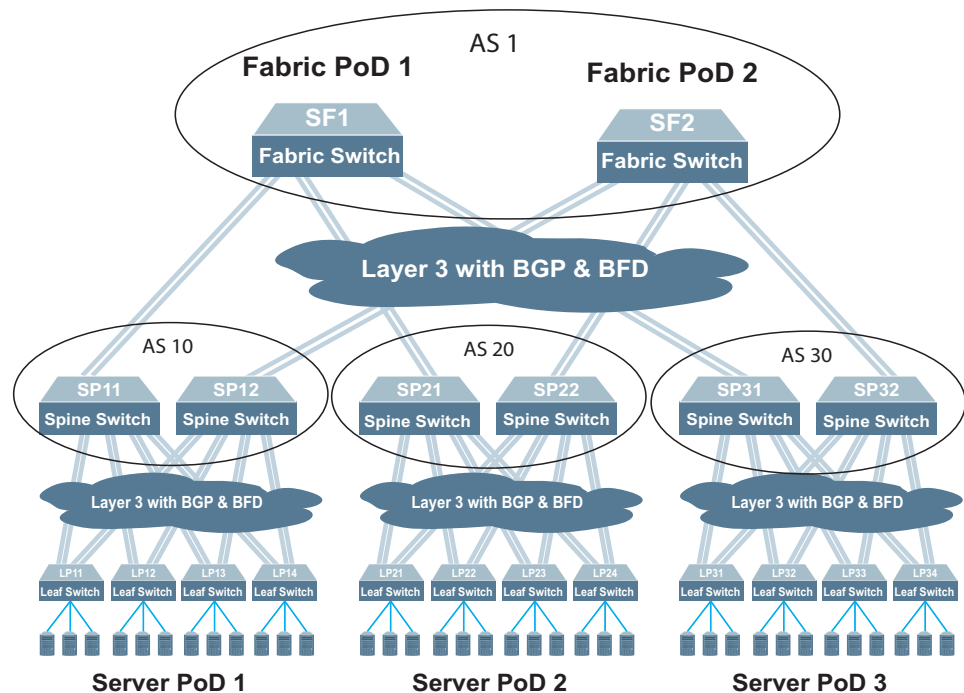 AS 1
Fabric PoD 1
Fabric PoD 2
SF1
SF2
Fabric Switch
Fabric Switch
Layer 3 with BGP & BFD
AS 10
AS 20
AS 30
SP11
SP12
SP21
SP22
SP31
SP32
Spine Switch
Spine Switch
Spine Switch
Spine Switch
Spine Switch
Spine Switch
Layer 3 with BGP & BFD
Layer 3 with BGP & BFD
Layer 3 with BGP & BFD
LP11
LP12
LP13
LP14
LP21
LP22
LP23
LP24
LP31
LP32
LP33
LP34
Leaf Switch
Leaf Switch
Leaf Switch
Leaf Switch
Leaf Switch
Leaf Switch
Leaf Switch
Leaf Switch
Leaf Switch
Leaf Switch
Leaf Switch
Leaf Switch
Server PoD 1
Server PoD 2
Server PoD 3